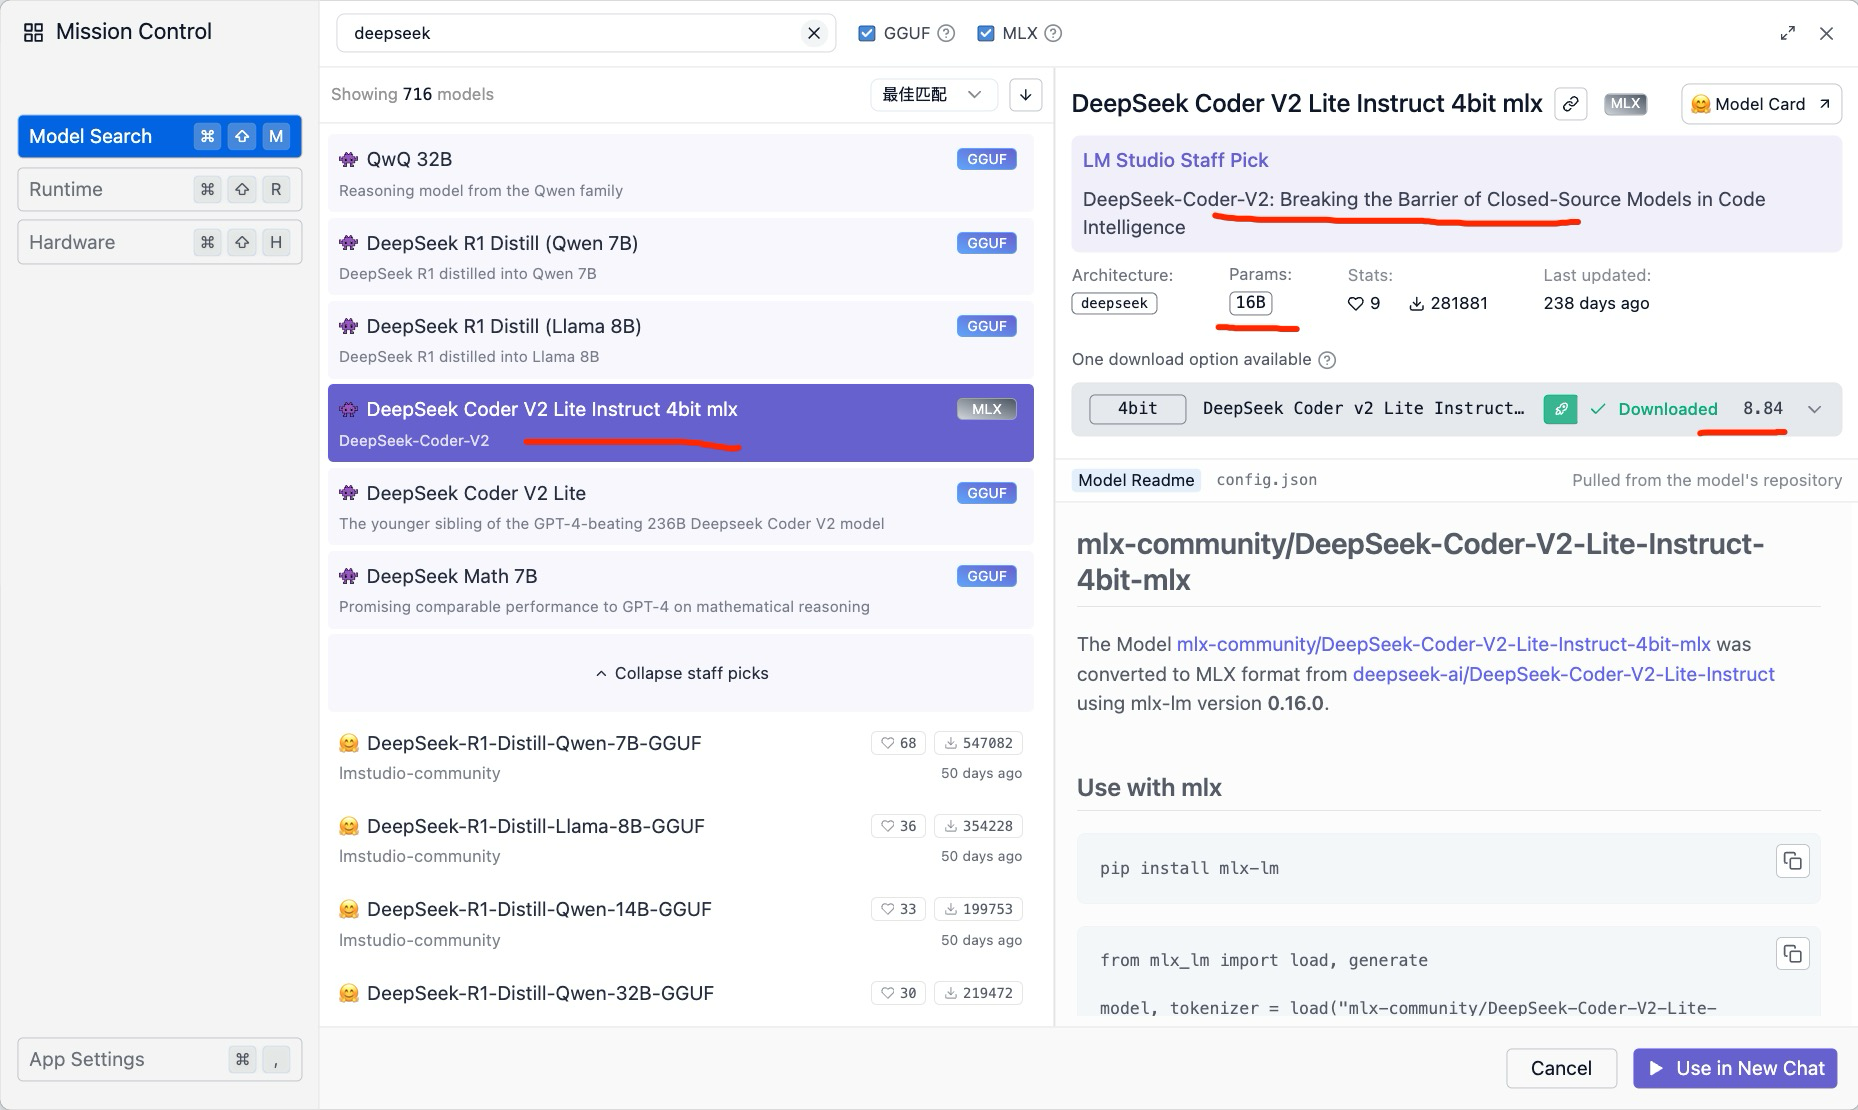 Mission Control
Model Search ⌘ ⇧ M
Runtime ⌘ ⇧ R
Hardware ⌘ ⇧ H
App Settings ⌘ ,
deepseek
GGUF ?
MLX ?
Showing 716 models
最佳匹配
QwQ 32B GGUF
Reasoning model from the Qwen family
DeepSeek R1 Distill (Qwen 7B) GGUF
DeepSeek R1 distilled into Qwen 7B
DeepSeek R1 Distill (Llama 8B) GGUF
DeepSeek R1 distilled into Llama 8B
DeepSeek Coder V2 Lite Instruct 4bit mlx MLX
DeepSeek-Coder-V2
DeepSeek Coder V2 Lite GGUF
The younger sibling of the GPT-4-beating 236B Deepseek Coder V2 model
DeepSeek Math 7B GGUF
Promising comparable performance to GPT-4 on mathematical reasoning
Collapse staff picks
DeepSeek-R1-Distill-Qwen-7B-GGUF 68 547082
lmstudio-community 50 days ago
DeepSeek-R1-Distill-Llama-8B-GGUF 36 354228
lmstudio-community 50 days ago
DeepSeek-R1-Distill-Qwen-14B-GGUF 33 199753
lmstudio-community 50 days ago
DeepSeek-R1-Distill-Qwen-32B-GGUF 30 219472
DeepSeek Coder V2 Lite Instruct 4bit mlx MLX Model Card
LM Studio Staff Pick
DeepSeek-Coder-V2: Breaking the Barrier of Closed-Source Models in Code
Intelligence
Architecture: Params: Stats: Last updated:
deepseek 16B 9 281881 238 days ago
One download option available ?
4bit DeepSeek Coder v2 Lite Instruct… Downloaded 8.84
Model Readme config.json Pulled from the model's repository
mlx-community/DeepSeek-Coder-V2-Lite-Instruct-
4bit-mlx
The Model mlx-community/DeepSeek-Coder-V2-Lite-Instruct-4bit-mlx was
converted to MLX format from deepseek-ai/DeepSeek-Coder-V2-Lite-Instruct
using mlx-lm version 0.16.0.
Use with mlx
pip install mlx-lm
from mlx_lm import load, generate
model, tokenizer = load("mlx-community/DeepSeek-Coder-V2-Lite-
Cancel Use in New Chat